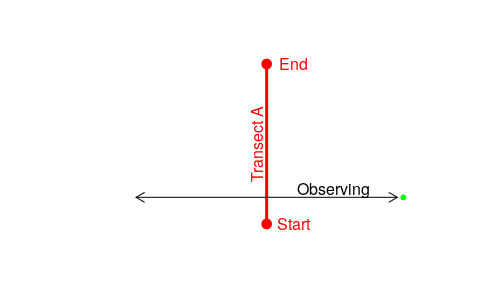 End
Transect A
Observing
Start